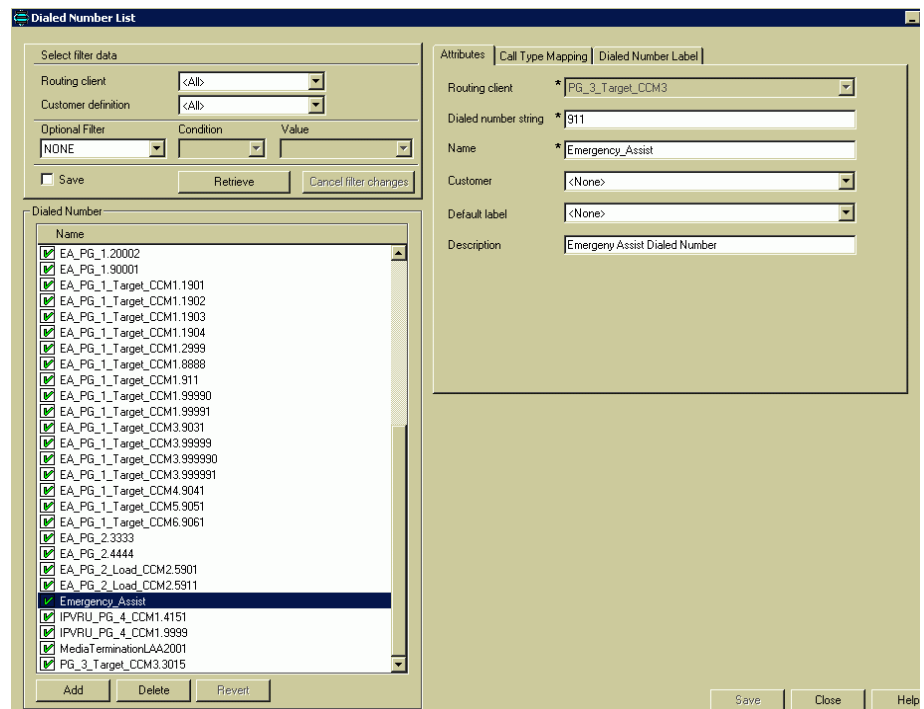 Dialed Number List
Select filter data
Routing client
<All>
Customer definition
<All>
Optional Filter Condition Value
NONE
Save Retrieve Cancel filter changes
Dialed Number
Name
EA_PG_1.20002
EA_PG_1.90001
EA_PG_1_Target_CCM1.1901
EA_PG_1_Target_CCM1.1902
EA_PG_1_Target_CCM1.1903
EA_PG_1_Target_CCM1.1904
EA_PG_1_Target_CCM1.2999
EA_PG_1_Target_CCM1.8888
EA_PG_1_Target_CCM1.911
EA_PG_1_Target_CCM1.99990
EA_PG_1_Target_CCM1.99991
EA_PG_1_Target_CCM3.9031
EA_PG_1_Target_CCM3.99999
EA_PG_1_Target_CCM3.999990
EA_PG_1_Target_CCM3.999991
EA_PG_1_Target_CCM4.9041
EA_PG_1_Target_CCM5.9051
EA_PG_1_Target_CCM6.9061
EA_PG_2.3333
EA_PG_2.4444
EA_PG_2_Load_CCM2.5901
EA_PG_2_Load_CCM2.5911
Emergency_Assist
IPVRU_PG_4_CCM1.4151
IPVRU_PG_4_CCM1.9999
MediaTerminationLAA2001
PG_3_Target_CCM3.3015
Add Delete Revert
Attributes Call Type Mapping Dialed Number Label
Routing client * PG_3_Target_CCM3
Dialed number string * 911
Name * Emergency_Assist
Customer <None>
Default label <None>
Description Emergeny Assist Dialed Number
Save Close Help